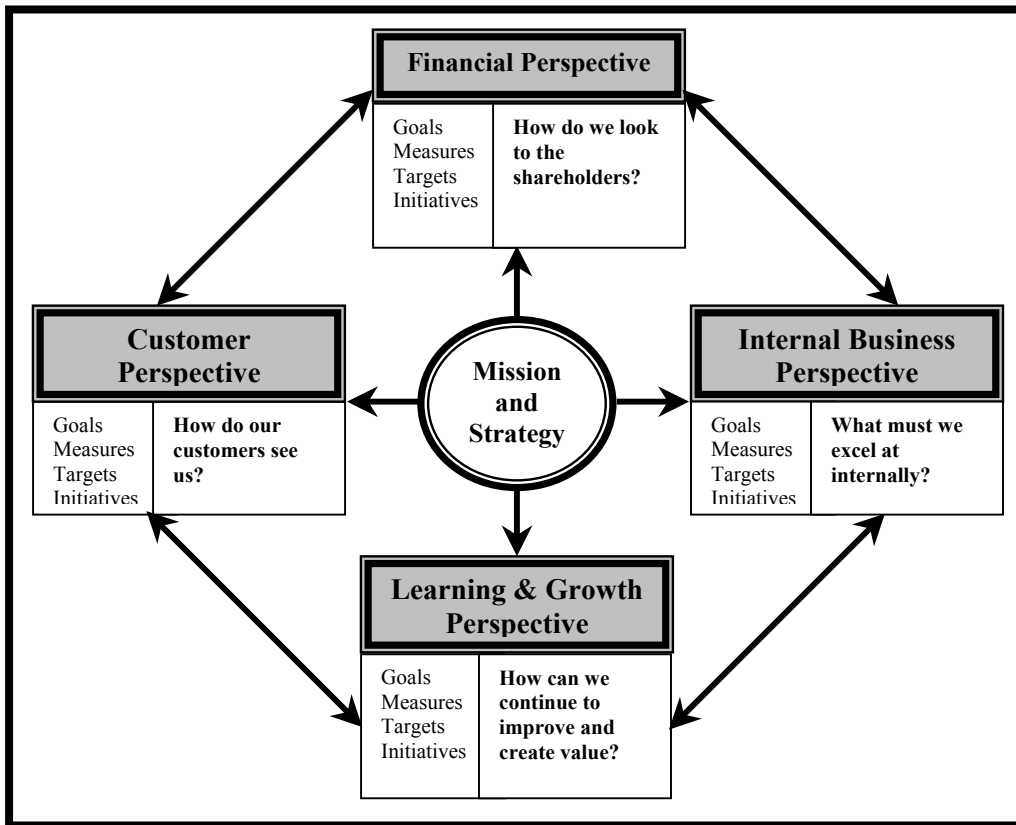 Financial Perspective
Goals
Measures
Targets
Initiatives
How do we look
to the
shareholders?
Customer
Perspective
Goals
Measures
Targets
Initiatives
How do our
customers see
us?
Mission
and
Strategy
Internal Business
Perspective
Goals
Measures
Targets
Initiatives
What must we
excel at
internally?
Learning & Growth
Perspective
Goals
Measures
Targets
Initiatives
How can we
continue to
improve and
create value?